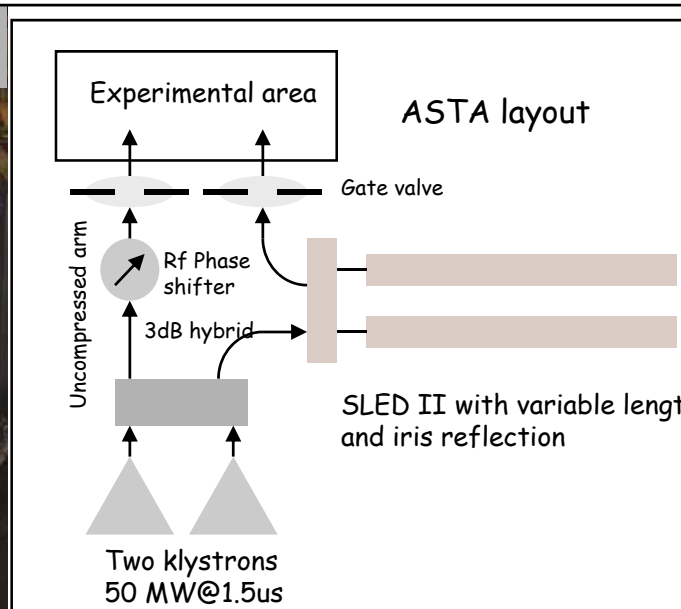 Experimental area
ASTA layout
Gate valve
Uncompressed arm
Rf Phase
shifter
3dB hybrid
SLED II with variable lengt
and iris reflection
Two klystrons
50 MW@1.5us